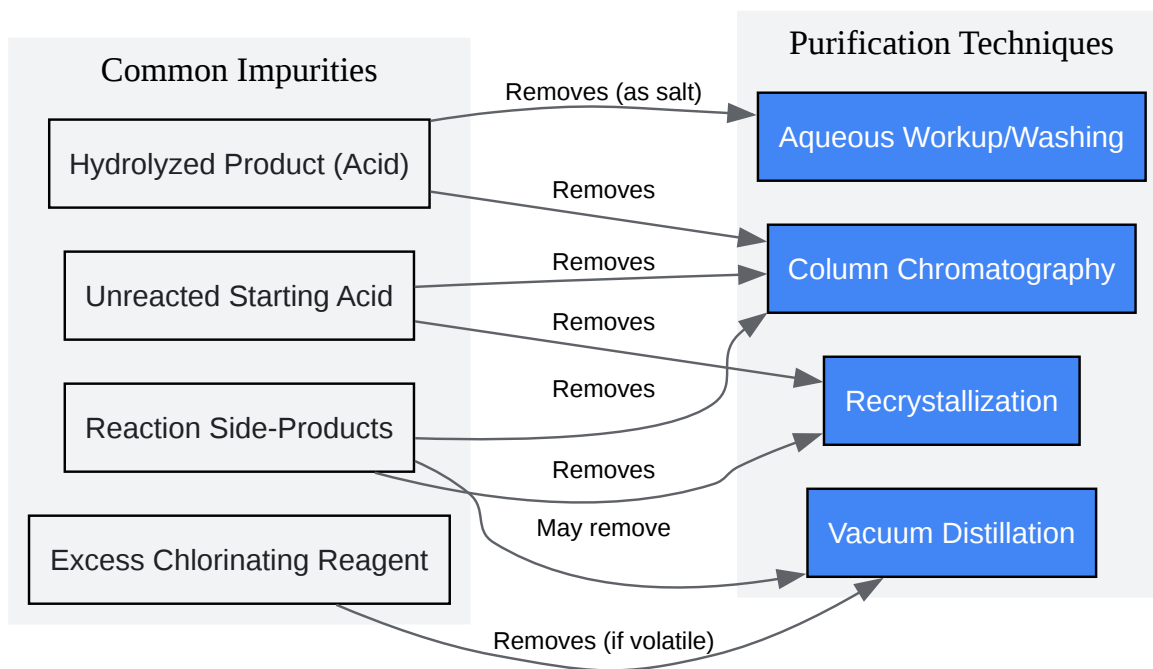 Common Impurities
Purification Techniques
Hydrolyzed Product (Acid)
Removes (as salt)
Aqueous Workup/Washing
Removes
Column Chromatography
Unreacted Starting Acid
Removes
Removes
Recrystallization
Reaction Side-Products
Removes
Removes
May remove
Vacuum Distillation
Excess Chlorinating Reagent
Removes (if volatile)